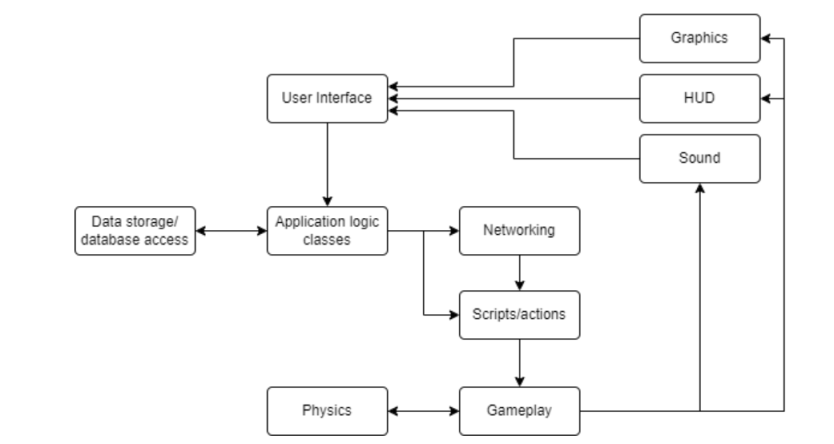 Graphics
User Interface
HUD
Sound
Data storage/
database access
Application logic
classes
Networking
Scripts/actions
Physics
Gameplay